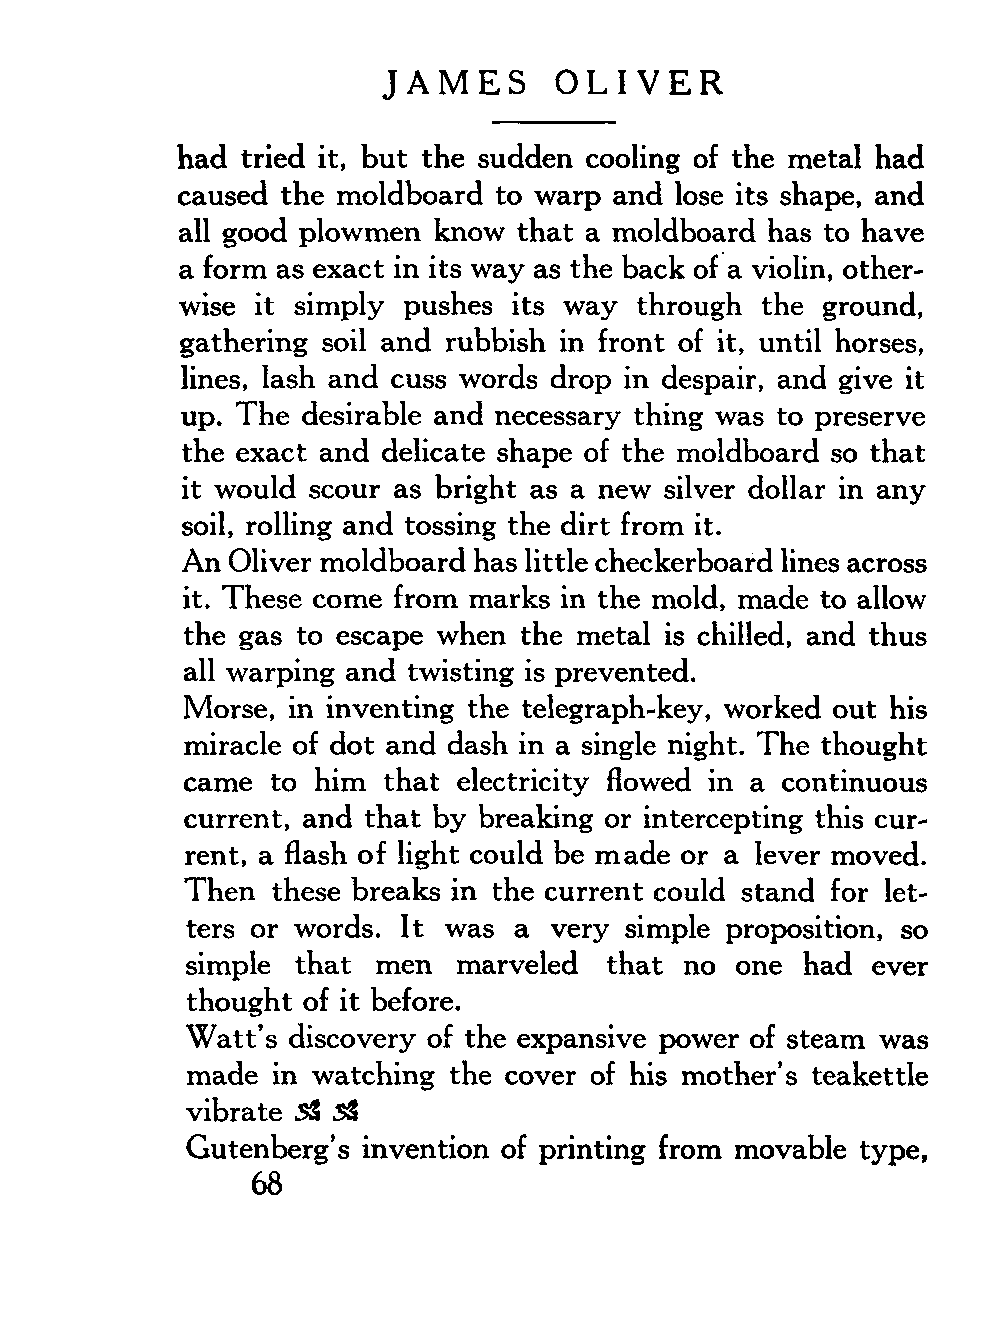 JAMES OLIVER
had tried it, but the sudden cooling of the metal had
caused the moldboard to warp and lose its shape, and
all good plowmen know that a moldboard has to have
a form as exact in its way as the back of a violin, other-
wise it simply pushes its way through the ground,
gathering soil and rubbish in front of it, until horses,
lines, lash and cuss words drop in despair, and give it
up. The desirable and necessary thing was to preserve
the exact and delicate shape of the moldboard so that
it would scour as bright as a new silver dollar in any
soil, rolling and tossing the dirt from it.
An Oliver moldboard has little checkerboard lines across
it. These come from marks in the mold, made to allow
the gas to escape when the metal is chilled, and thus
all warping and twisting is prevented.
Morse, in inventing the telegraph-key, worked out his
miracle of dot and dash in a single night. The thought
came to him that electricity flowed in a continuous
current, and that by breaking or intercepting this cur-
rent, a flash of light could be made or a lever moved.
Then these breaks in the current could stand for let-
ters or words. It was a very simple proposition, so
simple that men marveled that no one had ever
thought of it before.
Watt's discovery of the expansive power of steam was
made in watching the cover of his mother's teakettle
vibrate
Gutenberg's invention of printing from movable type,
68